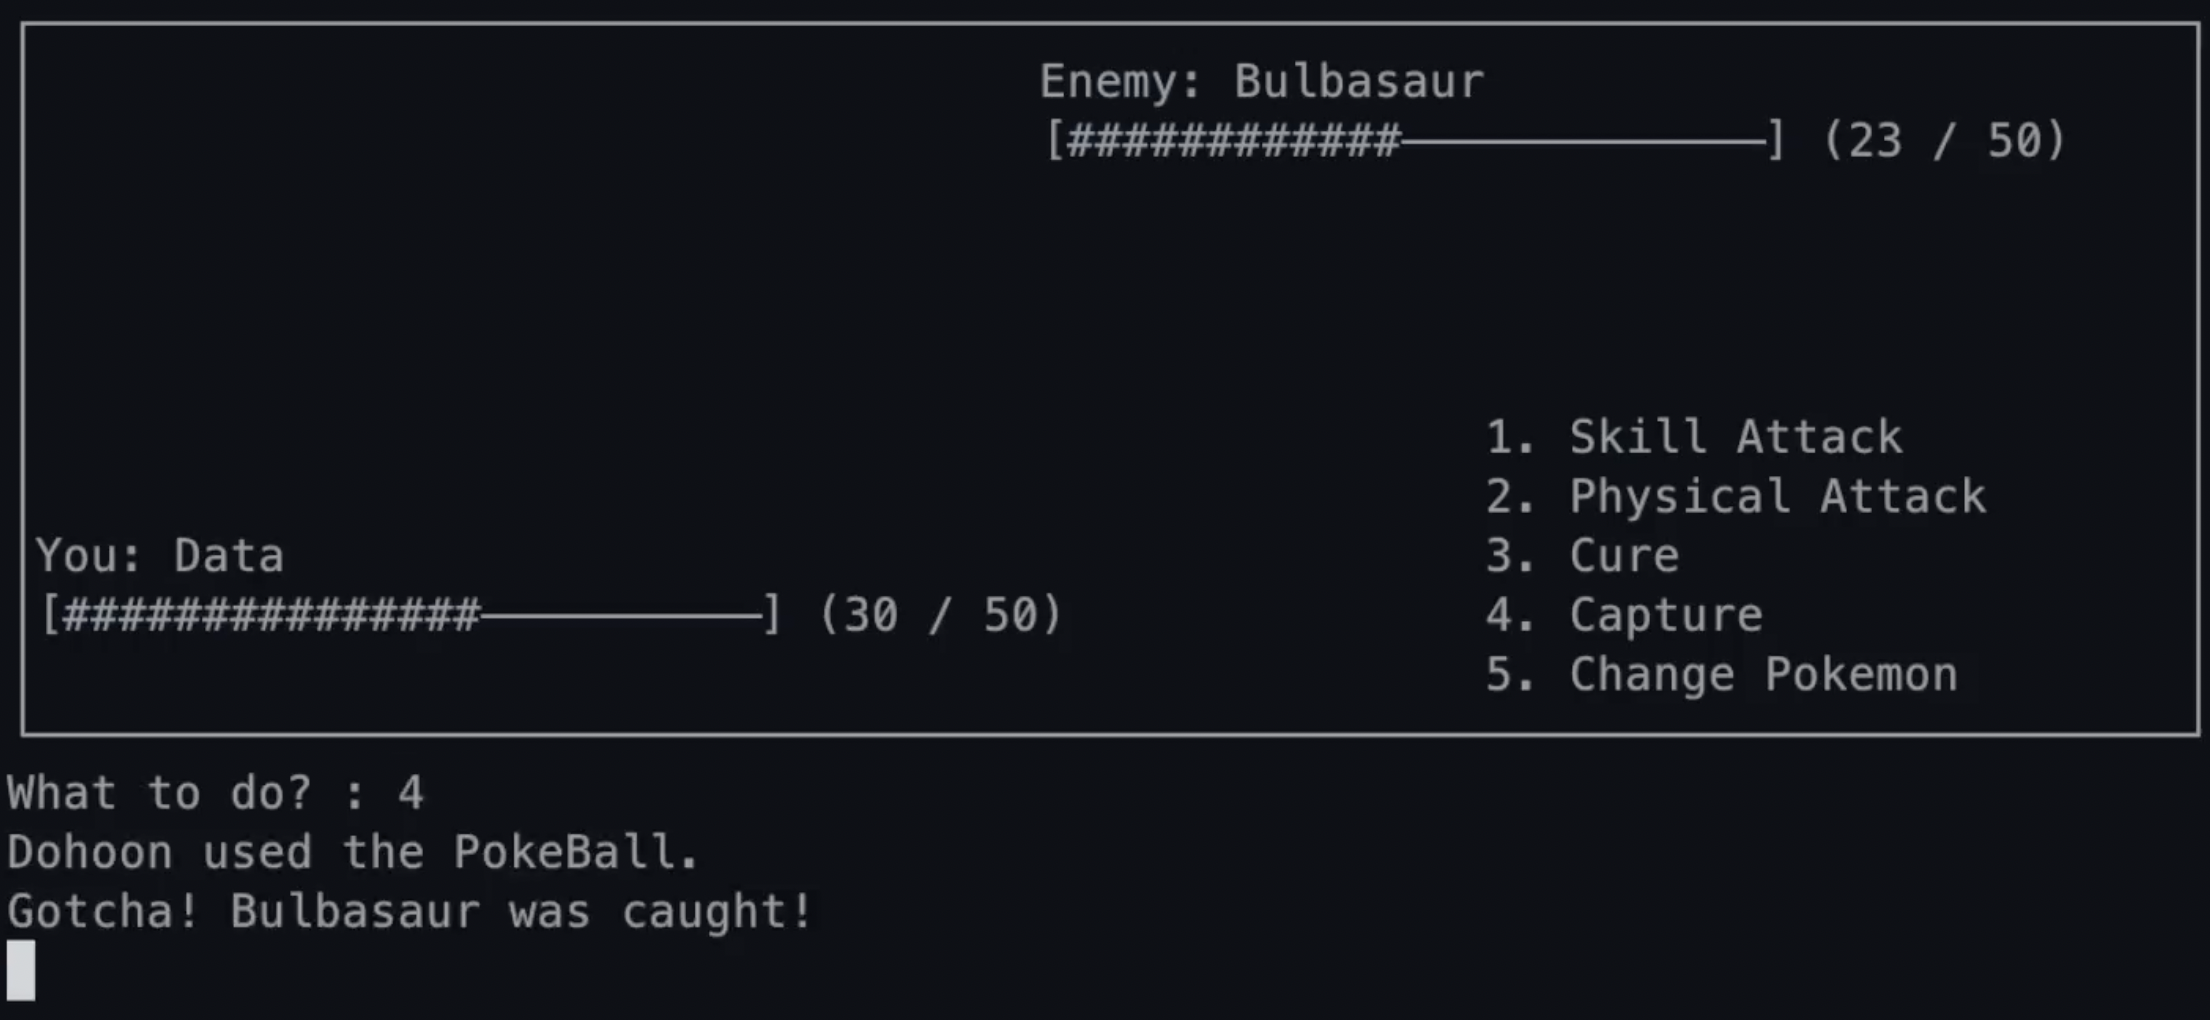 Enemy: Bulbasaur
[############─────────────] (23 / 50)
1. Skill Attack
2. Physical Attack
You: Data
3. Cure
[###############──────────] (30 / 50)
4. Capture
5. Change Pokemon
What to do? : 4
Dohoon used the PokeBall.
Gotcha! Bulbasaur was caught!